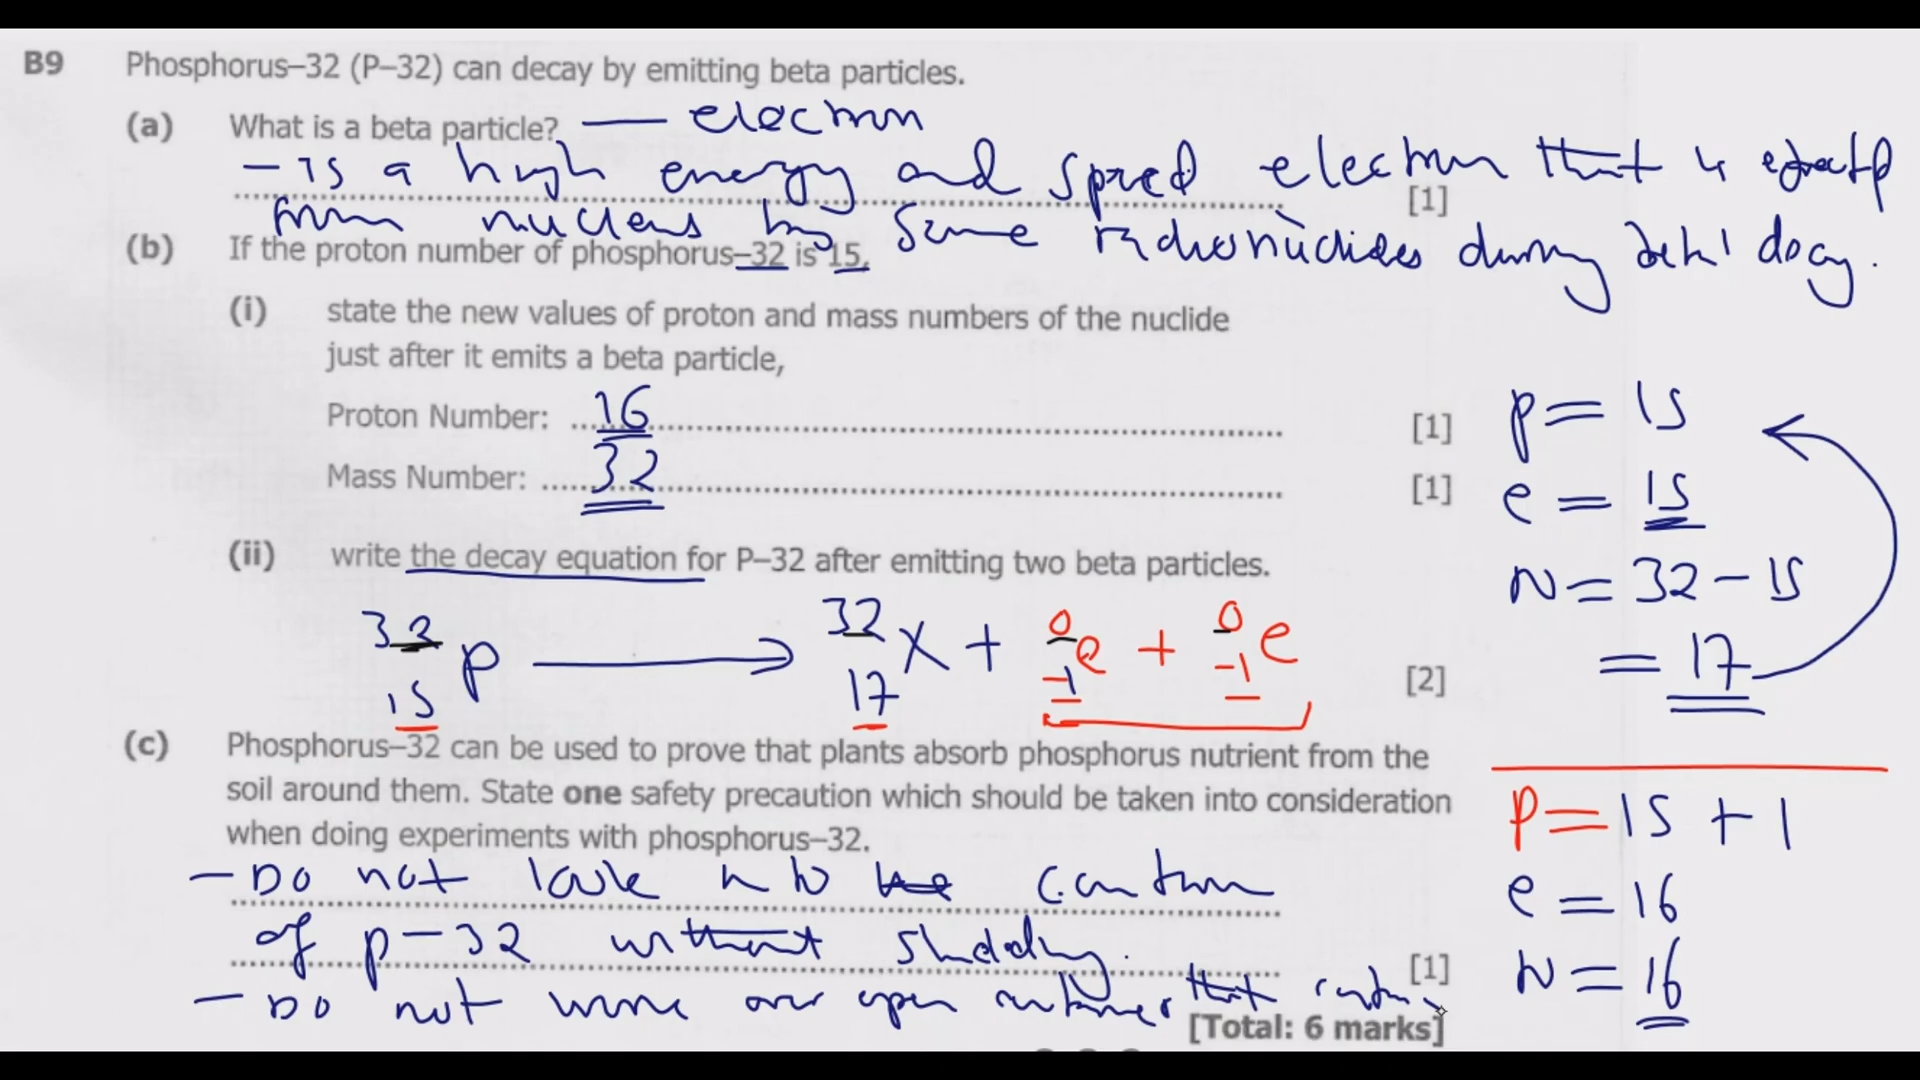 B9 Phosphorus–32 (P–32) can decay by emitting beta particles.
(a) What is a beta particle? — electron
– is a high energy and speed electron that is
[1]
from nucleus by some radionuclides during decay.
(b) If the proton number of phosphorus–32 is 15,
(i) state the new values of proton and mass numbers of the nuclide
just after it emits a beta particle,
Proton Number: 16 [1]
Mass Number: 32 [1]
p = 15
e = 15
N = 32 – 15
= 17
(ii) write the decay equation for P–32 after emitting two beta particles.
32 15 P → 32 17 X + 0 -1 e + 0 -1 e
[2]
(c) Phosphorus–32 can be used to prove that plants absorb phosphorus nutrient from the
soil around them. State one safety precaution which should be taken into consideration
when doing experiments with phosphorus–32.
p = 15 + 1
e = 16
N = 16
– Do not look into the
of p–32 without shielding.
[1]
– Do not over open container that
[Total: 6 marks]